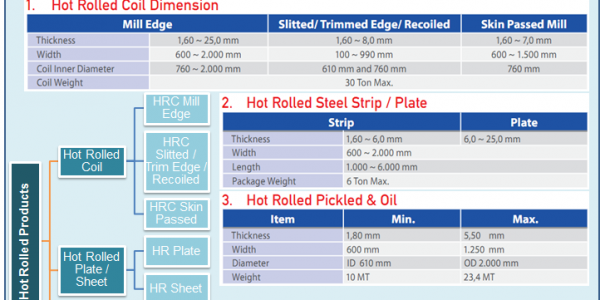 1. Hot Rolled Coil Dimension
Mill Edge Slitted/ Trimmed Edge/ Recoiled Skin Passed Mill
Thickness 1,60 ~ 25,0 mm 1,60 ~ 8,0 mm 1,60 ~ 7,0 mm
Width 600 ~ 2.000 mm 100 ~ 990 mm 600 ~ 1.500 mm
Coil Inner Diameter 760 ~ 2.000 mm 610 mm and 760 mm 760 mm
Coil Weight 30 Ton Max.
2. Hot Rolled Steel Strip / Plate
Strip Plate
Thickness 1,60 ~ 6,0 mm 6,0 ~ 25,0 mm
Width 600 ~ 2.000 mm
Length 1.000 ~ 6.000 mm
Package Weight 6 Ton Max.
3. Hot Rolled Pickled & Oil
Item Min. Max.
Thickness 1,80 mm 5,50 mm
Width 600 mm 1.250 mm
Diameter ID 610 mm OD 2.000 mm
Weight 10 MT 23,4 MT
Hot Rolled Products
Hot Rolled
Coil
HRC Mill
Edge
HRC
Slitted /
Trim Edge /
Recoiled
HRC Skin
Passed
Hot Rolled
Plate /
Sheet
HR Plate
HR Sheet